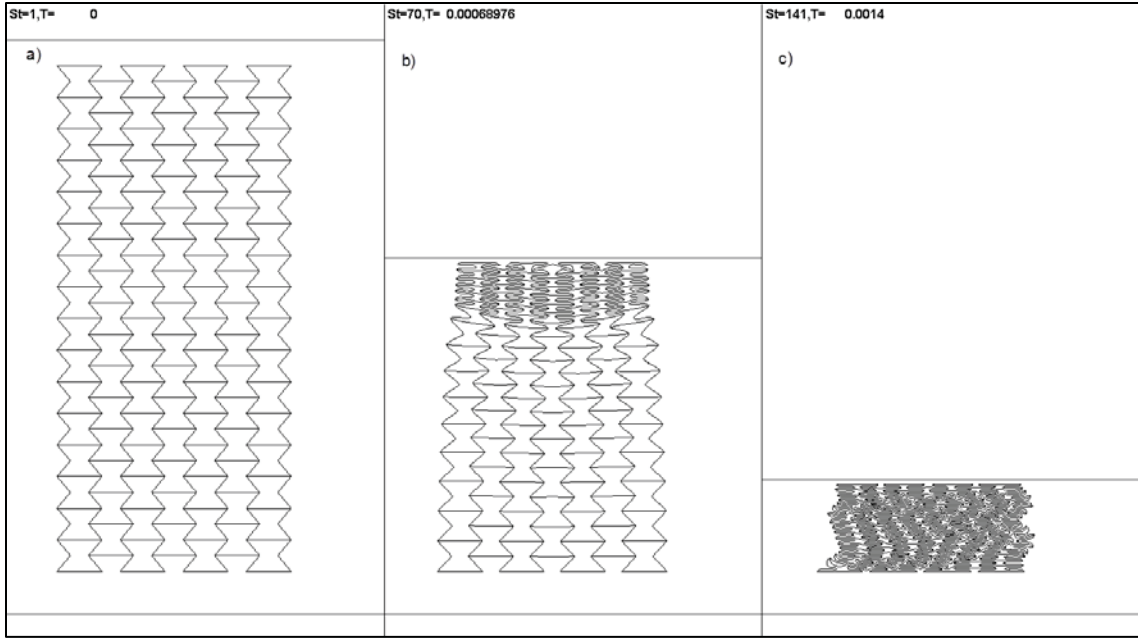 St=1,T= 0
a)
St=70,T= 0.00068976
b)
St=141,T= 0.0014
c)